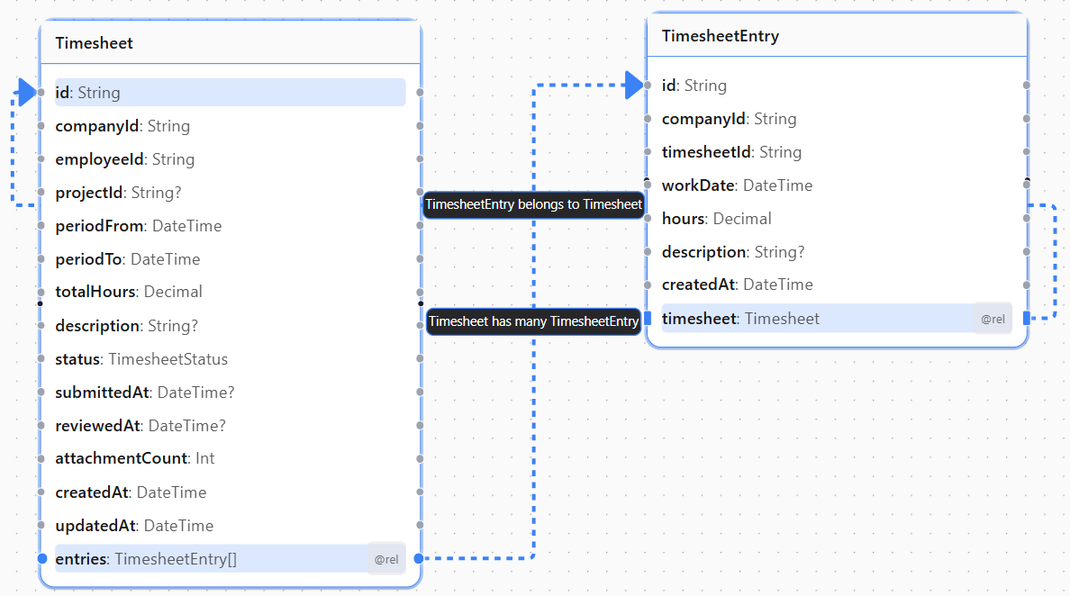 Timesheet
id: String
companyId: String
employeeId: String
projectId: String?
periodFrom: DateTime
periodTo: DateTime
totalHours: Decimal
description: String?
status: TimesheetStatus
submittedAt: DateTime?
reviewedAt: DateTime?
attachmentCount: Int
createdAt: DateTime
updatedAt: DateTime
entries: TimesheetEntry[] @rel
TimesheetEntry belongs to Timesheet
Timesheet has many TimesheetEntry
TimesheetEntry
id: String
companyId: String
timesheetId: String
workDate: DateTime
hours: Decimal
description: String?
createdAt: DateTime
timesheet: Timesheet @rel